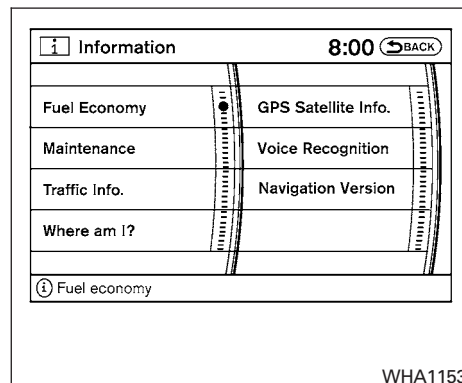 i Information 8:00 BACK
Fuel Economy GPS Satellite Info.
Maintenance Voice Recognition
Traffic Info. Navigation Version
Where am I?
i Fuel economy
WHA1153